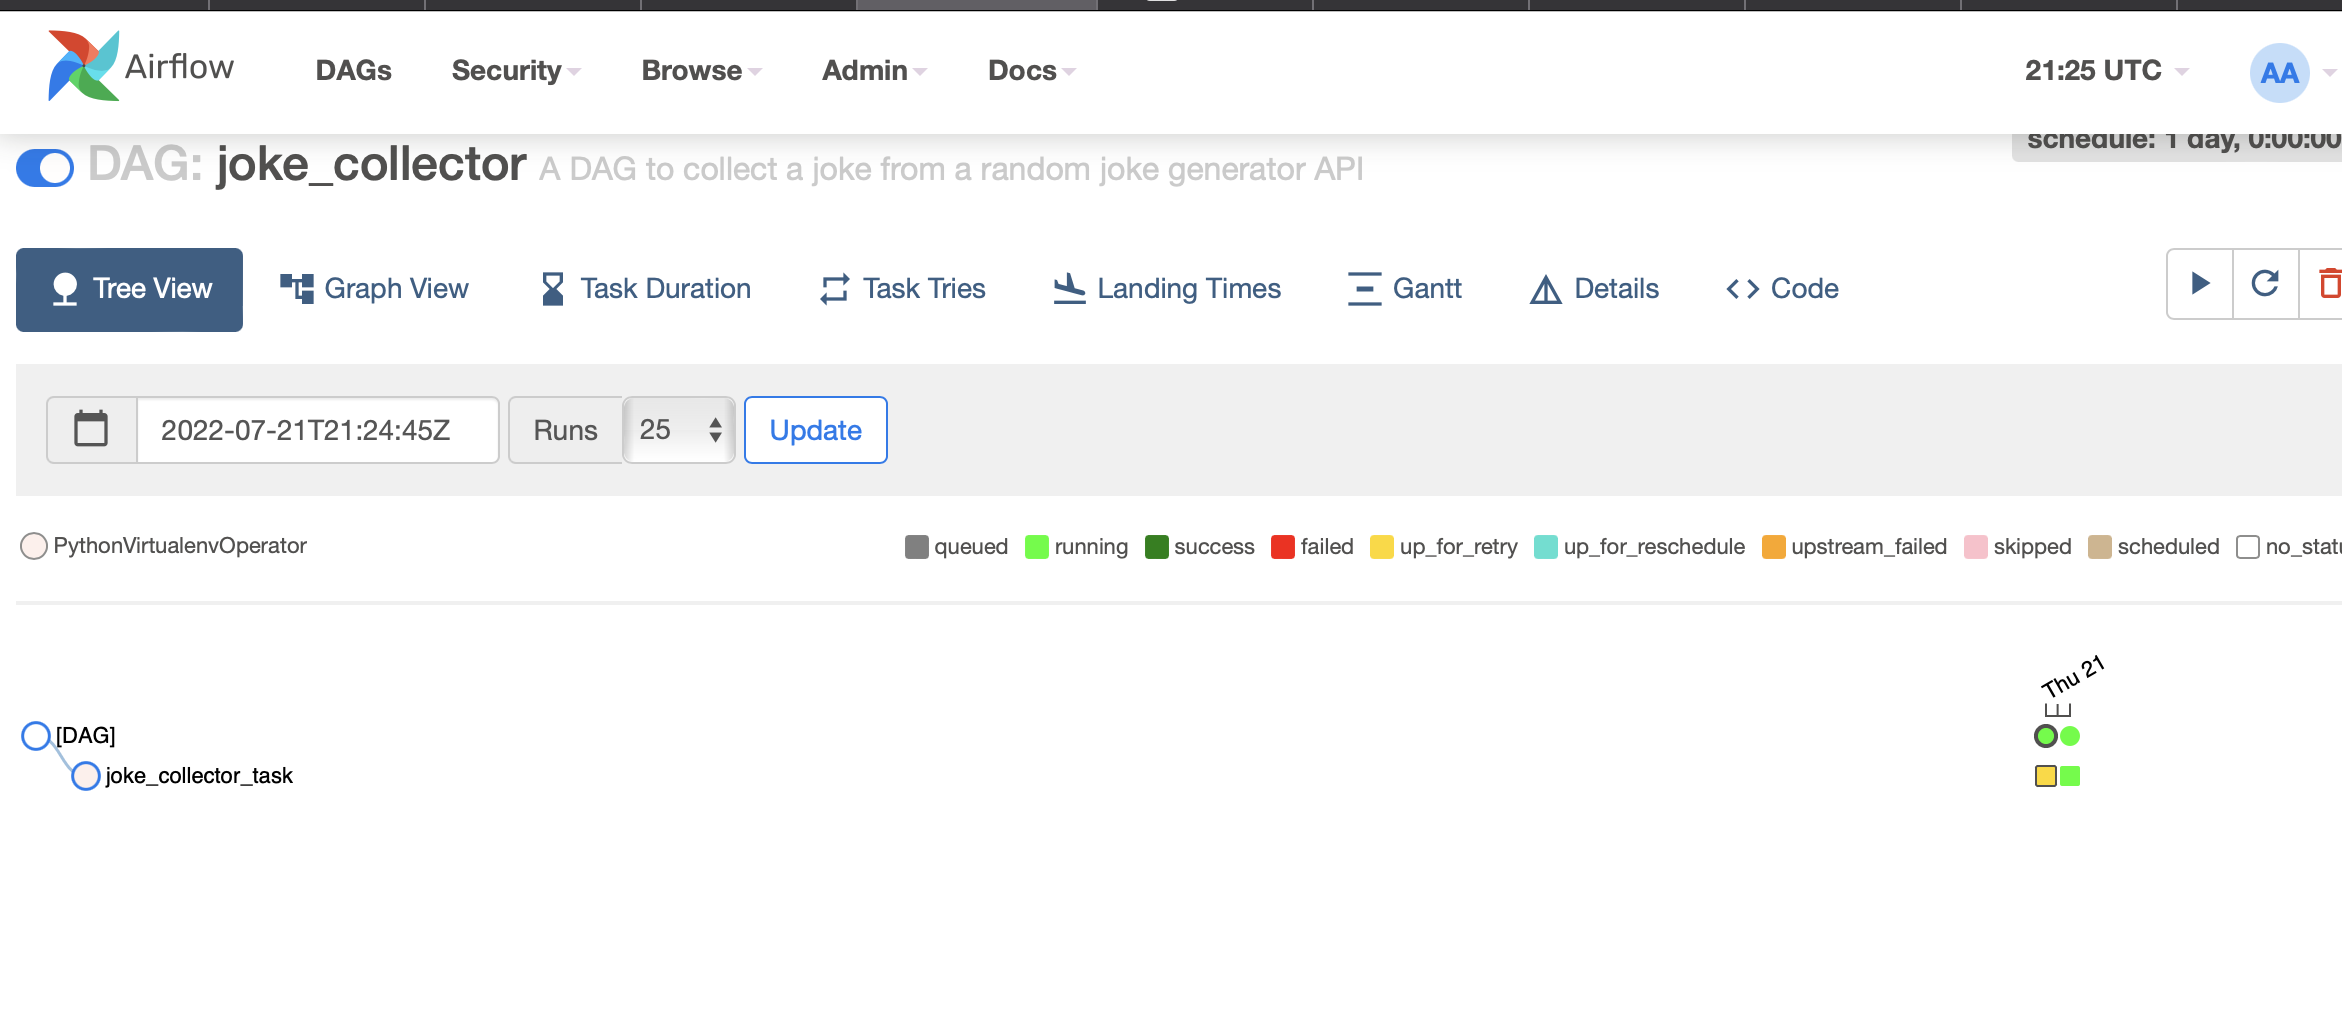 Airflow DAGs Security Browse Admin Docs 21:25 UTC AA
schedule: 1 day, 0:00:00
DAG: joke_collector A DAG to collect a joke from a random joke generator API
Tree View Graph View Task Duration Task Tries Landing Times Gantt Details Code
2022-07-21T21:24:45Z Runs 25 Update
PythonVirtualenvOperator queued running success failed up_for_retry up_for_reschedule upstream_failed skipped scheduled no_statu
Thu 21
[DAG]
joke_collector_task